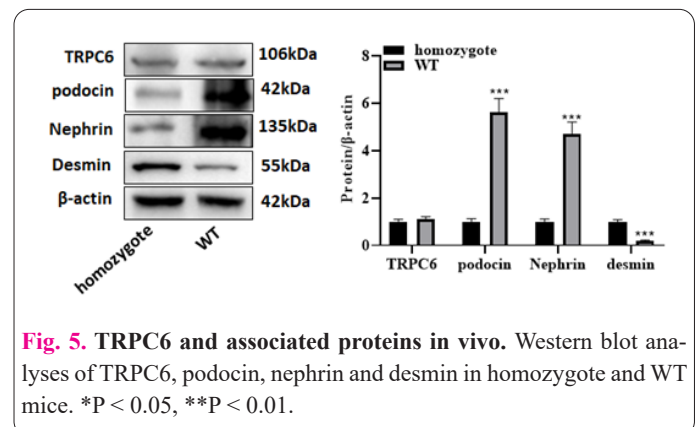 TRPC6 106kDa
podocin 42kDa
Nephrin 135kDa
Desmin 55kDa
β-actin 42kDa
homozygote WT
homozygote
WT
Protein/β-actin
8
6
4
2
0
*** *** ***
TRPC6 podocin Nephrin desmin
Fig. 5. TRPC6 and associated proteins in vivo. Western blot ana-
lyses of TRPC6, podocin, nephrin and desmin in homozygote and WT
mice. *P < 0.05, **P < 0.01.